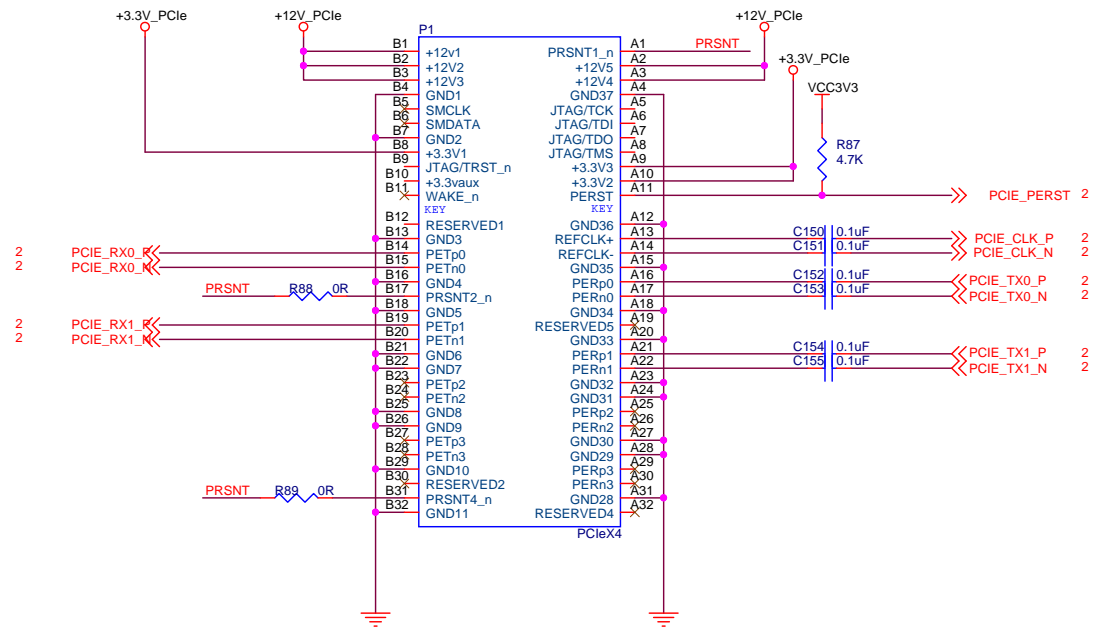 +3.3V_PCIe
+12V_PCIe
+12V_PCIe
P1
B1 +12v1 PRSNT1_n A1 PRSNT
B2 +12V2 +12V5 A2
B3 +12V3 +12V4 A3
+3.3V_PCIe
B4 GND1 GND37 A4
VCC3V3
B5 SMCLK JTAG/TCK A5
B6 SMDATA JTAG/TDI A6
B7 GND2 JTAG/TDO A7
B8 +3.3V1 JTAG/TMS A8
R87
4.7K
B9 JTAG/TRST_n +3.3V3 A9
B10 +3.3vaux +3.3V2 A10
B11 WAKE_n PERST A11 PCIE_PERST 2
KEY KEY
B12 RESERVED1 GND36 A12
B13 GND3 REFCLK+ A13 C150 0.1uF PCIE_CLK_P 2
2 PCIE_RX0_P B14 PETp0 REFCLK- A14 C151 0.1uF PCIE_CLK_N 2
2 PCIE_RX0_N B15 PETn0 GND35 A15
B16 GND4 PERp0 A16 C152 0.1uF PCIE_TX0_P 2
PRSNT R88 0R B17 PRSNT2_n PERn0 A17 C153 0.1uF PCIE_TX0_N 2
B18 GND5 GND34 A18
2 PCIE_RX1_P B19 PETp1 RESERVED5 A19
2 PCIE_RX1_N B20 PETn1 GND33 A20
B21 GND6 PERp1 A21 C154 0.1uF PCIE_TX1_P 2
B22 GND7 PERn1 A22 C155 0.1uF PCIE_TX1_N 2
B23 PETp2 GND32 A23
B24 PETn2 GND31 A24
B25 GND8 PERp2 A25
B26 GND9 PERn2 A26
B27 PETp3 GND30 A27
B28 PETn3 GND29 A28
B29 GND10 PERp3 A29
B30 RESERVED2 PERn3 A30
PRSNT R89 0R B31 PRSNT4_n GND28 A31
B32 GND11 RESERVED4 A32
PCIeX4